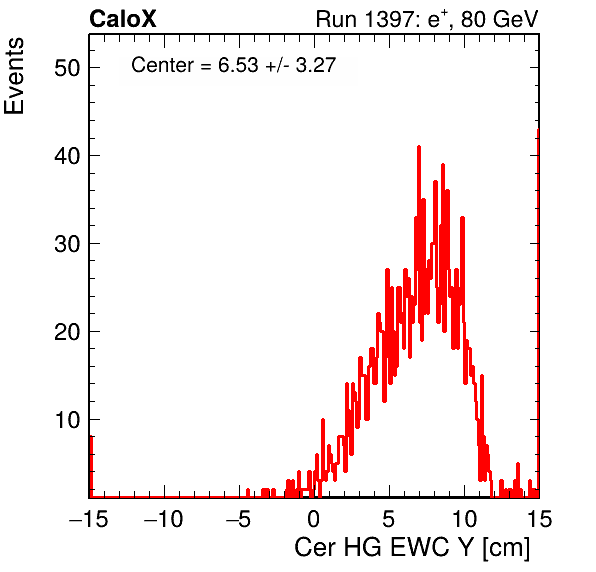 CaloX
Run 1397: e+, 80 GeV
Center = 6.53 +/- 3.27
Events
50
40
30
20
10
−15 −10 −5 0 5 10 15
Cer HG EWC Y [cm]